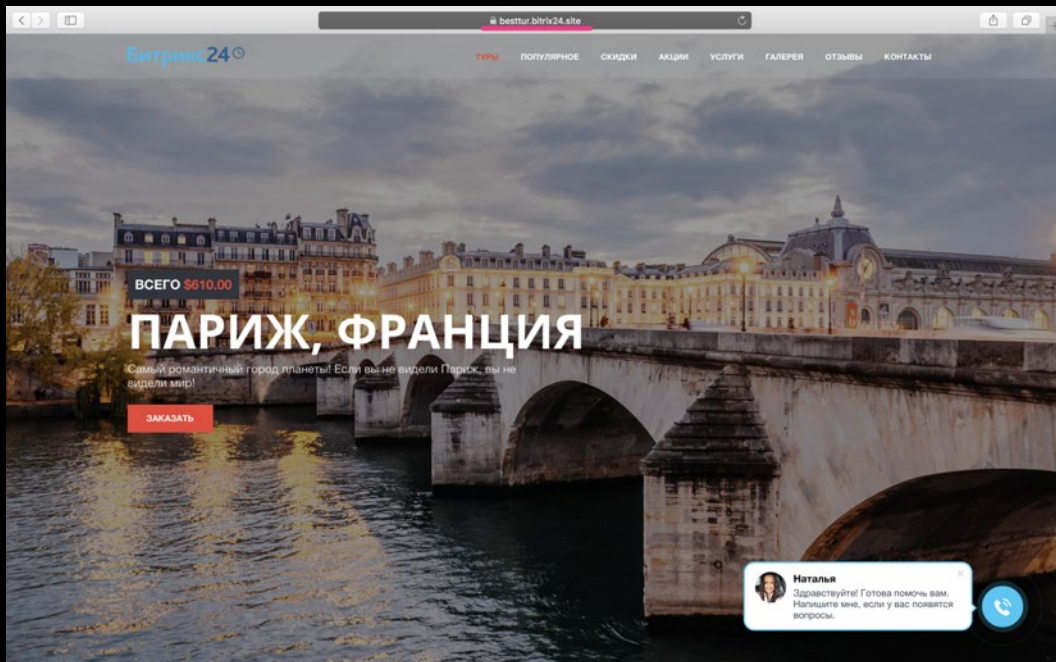 besttur.bitrix24.site
Битрикс24
ТУРЫ ПОПУЛЯРНОЕ СКИДКИ АКЦИИ УСЛУГИ ГАЛЕРЕЯ ОТЗЫВЫ КОНТАКТЫ
ВСЕГО $610.00
ПАРИЖ, ФРАНЦИЯ
Самый романтичный город планеты! Если вы не видели Париж, вы не
видели мир!
ЗАКАЗАТЬ
Наталья
Здравствуйте! Готова помочь вам.
Напишите мне, если у вас появятся
вопросы.